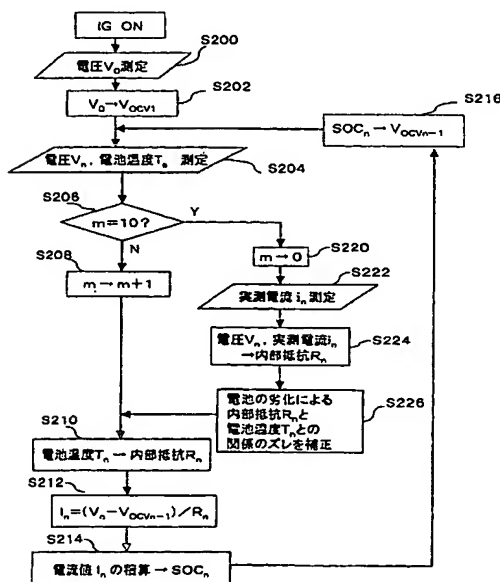 IG ON
S200
電圧V₀測定
S202
V₀→V_OCV1
S216
SOCₙ→V_OCVn−1
電圧Vₙ，電池温度Tₙ 測定
S204
S206
m＝10?
Y
N
S208
m→m＋1
S220
m→0
S222
実測電流iₙ測定
電圧Vₙ，実測電流iₙ
→内部抵抗Rₙ
S224
電池の劣化による
内部抵抗Rₙと
電池温度Tₙとの
関係のズレを補正
S226
S210
電池温度Tₙ→内部抵抗Rₙ
S212
Iₙ＝(Vₙ−V_OCVn−1)／Rₙ
S214
電流値Iₙの積算→SOCₙ